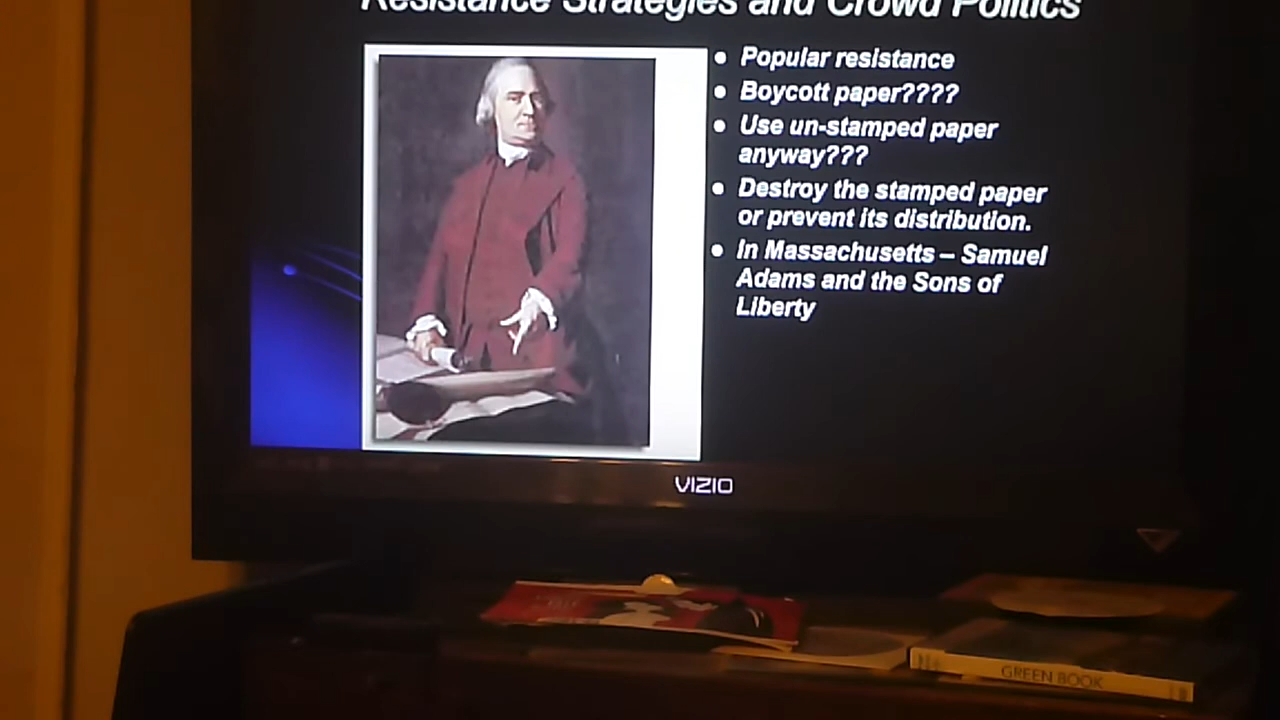 Resistance Strategies and Crowd Politics
Popular resistance
Boycott paper????
Use un-stamped paper
anyway???
Destroy the stamped paper
or prevent its distribution.
In Massachusetts – Samuel
Adams and the Sons of
Liberty
VIZIO
GREEN BOOK